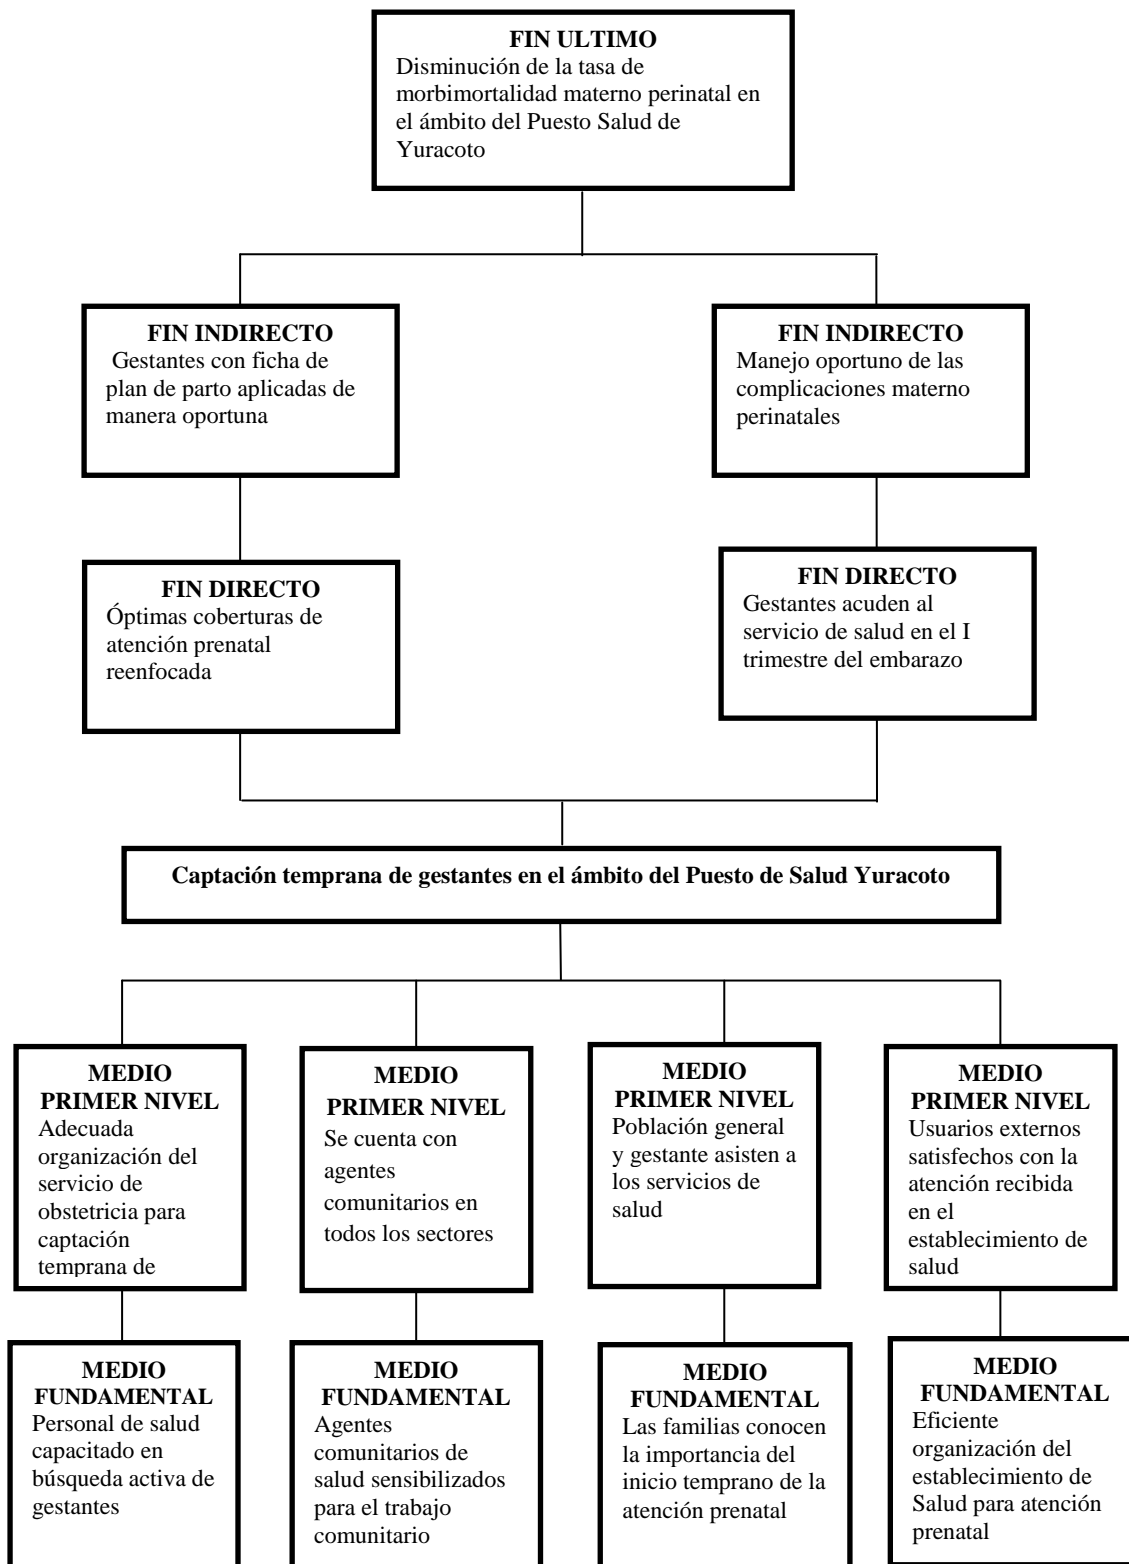 FIN ULTIMO
Disminución de la tasa de
morbimortalidad materno perinatal en
el ámbito del Puesto Salud de
Yuracoto
FIN INDIRECTO
Gestantes con ficha de
plan de parto aplicadas de
manera oportuna
FIN INDIRECTO
Manejo oportuno de las
complicaciones materno
perinatales
FIN DIRECTO
Óptimas coberturas de
atención prenatal
reenfocada
FIN DIRECTO
Gestantes acuden al
servicio de salud en el I
trimestre del embarazo
Captación temprana de gestantes en el ámbito del Puesto de Salud Yuracoto
MEDIO
PRIMER NIVEL
Adecuada
organización del
servicio de
obstetricia para
captación
temprana de
MEDIO
PRIMER NIVEL
Se cuenta con
agentes
comunitarios en
todos los sectores
MEDIO
PRIMER NIVEL
Población general
y gestante asisten a
los servicios de
salud
MEDIO
PRIMER NIVEL
Usuarios externos
satisfechos con la
atención recibida
en el
establecimiento de
salud
MEDIO
FUNDAMENTAL
Personal de salud
capacitado en
búsqueda activa de
gestantes
MEDIO
FUNDAMENTAL
Agentes
comunitarios de
salud sensibilizados
para el trabajo
comunitario
MEDIO
FUNDAMENTAL
Las familias conocen
la importancia del
inicio temprano de la
atención prenatal
MEDIO
FUNDAMENTAL
Eficiente
organización del
establecimiento de
Salud para atención
prenatal